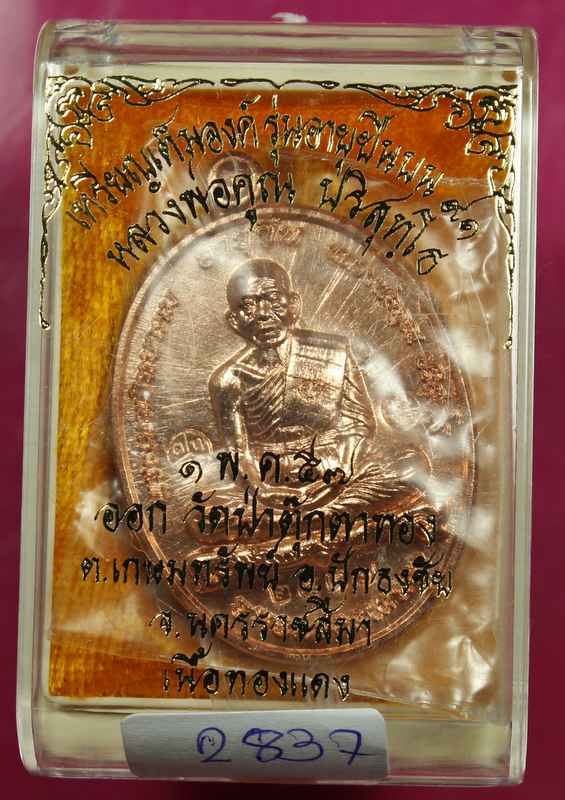 เหรียญเต็มองค์ รุ่นอายุยืนบน ๙๑
หลวงพ่อคูณ ปริสุทฺโธ
๑ พ.ค.๕๗
ออก วัดป่าตุ๊กตาทอง
ต.เกษมทรัพย์ อ.ปักธงชัย
จ.นครราชสีมา
เนื้อทองแดง
2837